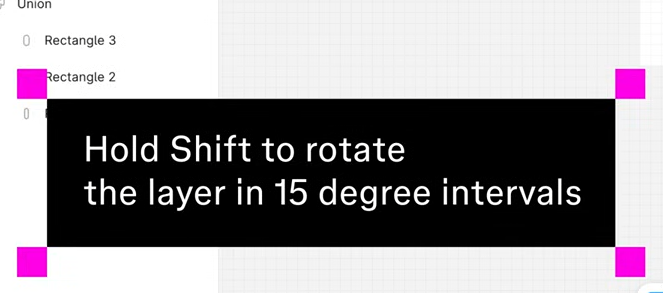 Union
Rectangle 3
Rectangle 2
Hold Shift to rotate
the layer in 15 degree intervals